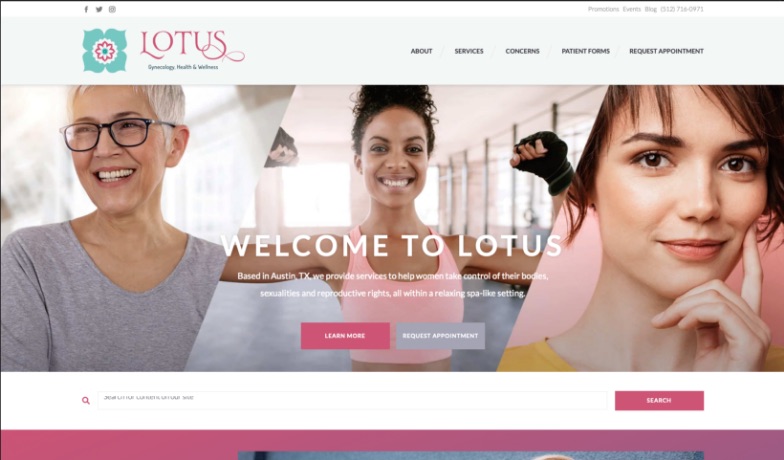 Promotions Events Blog (512) 716-0971
LOTUS
Gynecology, Health & Wellness
ABOUT SERVICES CONCERNS PATIENT FORMS REQUEST APPOINTMENT
WELCOME TO LOTUS
Based in Austin, TX, we provide services to help women take control of their bodies,
sexualities and reproductive rights, all within a relaxing spa-like setting.
LEARN MORE REQUEST APPOINTMENT
Search for content on our site SEARCH